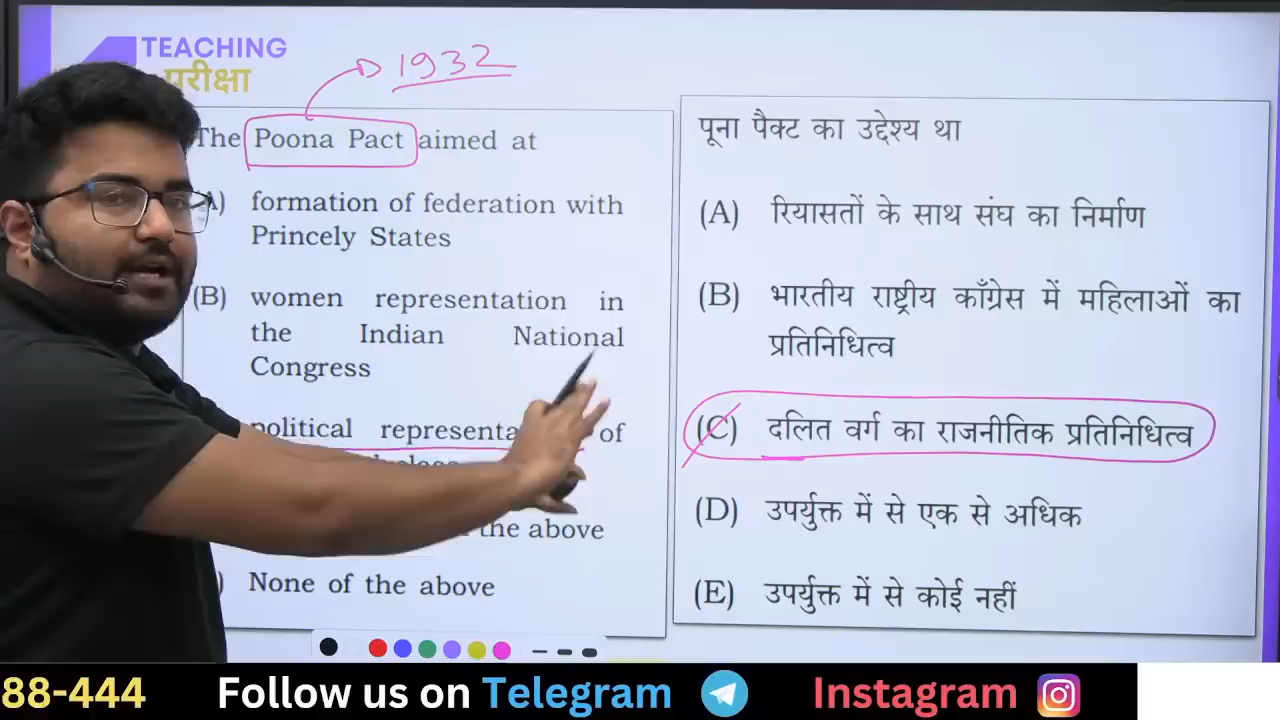 TEACHING
परीक्षा
1932
The Poona Pact aimed at
A) formation of federation with
Princely States
(B) women representation in
the Indian National
Congress
political of
the above
None of the above
पूना पैक्ट का उद्देश्य था
(A) रियासतों के साथ संघ का निर्माण
(B) भारतीय राष्ट्रीय काँग्रेस में महिलाओं का
प्रतिनिधित्व
(C) दलित वर्ग का राजनीतिक प्रतिनिधित्व
(D) उपर्युक्त में से एक से अधिक
(E) उपर्युक्त में से कोई नहीं
88-444 Follow us on Telegram Instagram